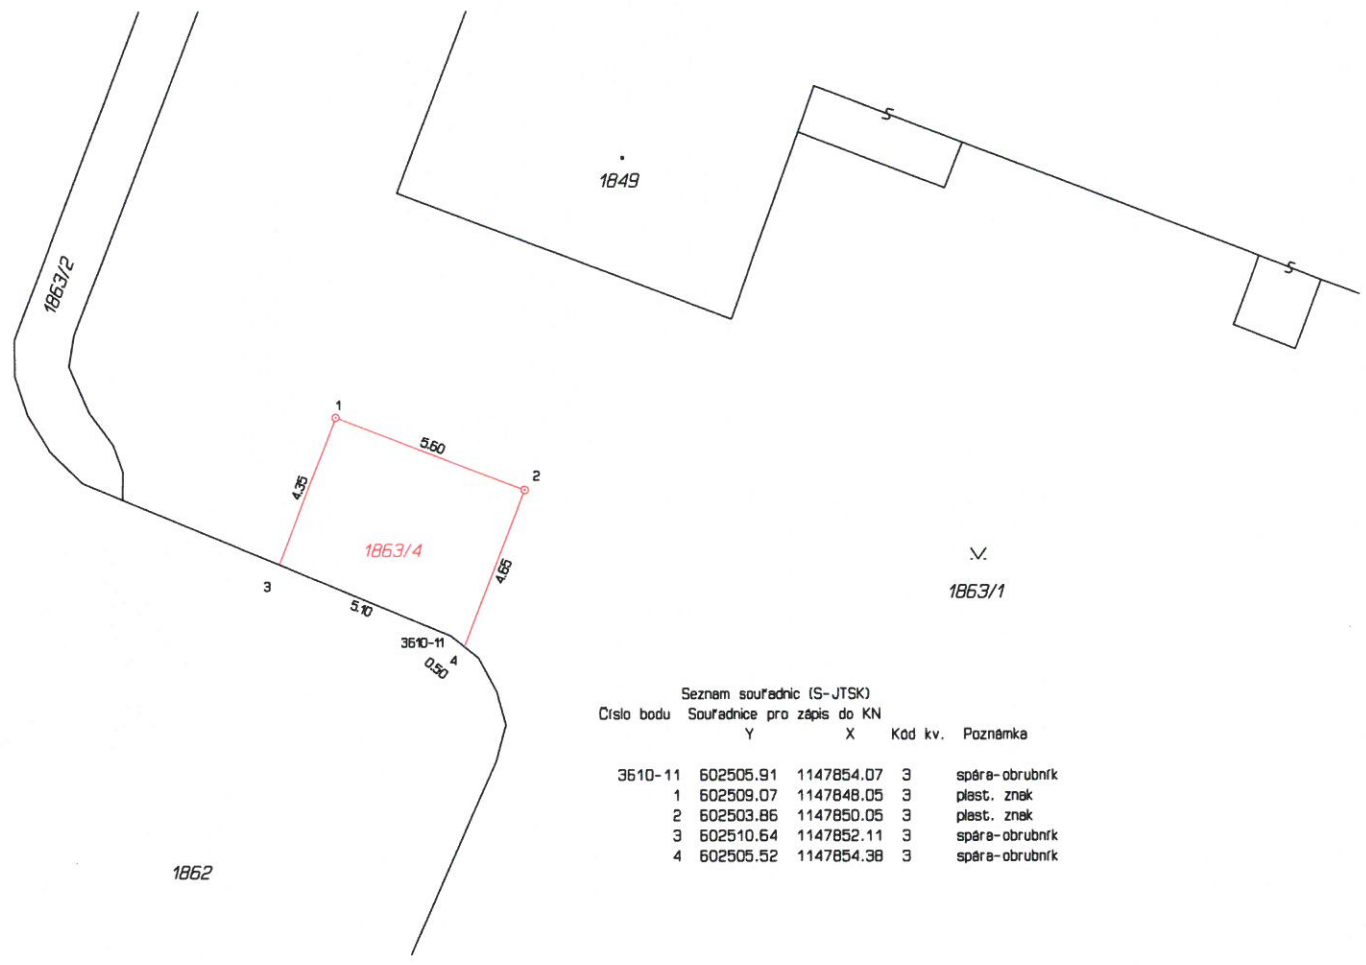 S
1849
1863/2
S
1
5.60
2
4.35
1863/4
4.65
1863/1
3
5.10
3610-11
4
0.50
Seznam souřadnic (S-JTSK)
Číslo bodu Souřadnice pro zápis do KN
Y X Kód kv. Poznámka
3610-11 602505.91 1147854.07 3 spára-obrubník
1 602509.07 1147848.05 3 plast. znak
2 602503.86 1147850.05 3 plast. znak
3 602510.64 1147852.11 3 spára-obrubník
4 602505.52 1147854.38 3 spára-obrubník
1862